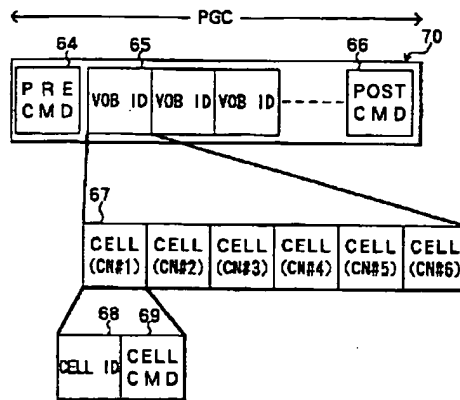 PGC
64 65 66 70
PRE VOB ID VOB ID VOB ID POST
CMD CMD
67
CELL CELL CELL CELL CELL CELL
(CN#1) (CN#2) (CN#3) (CN#4) (CN#5) (CN#6)
68 69
CELL ID CELL
CMD